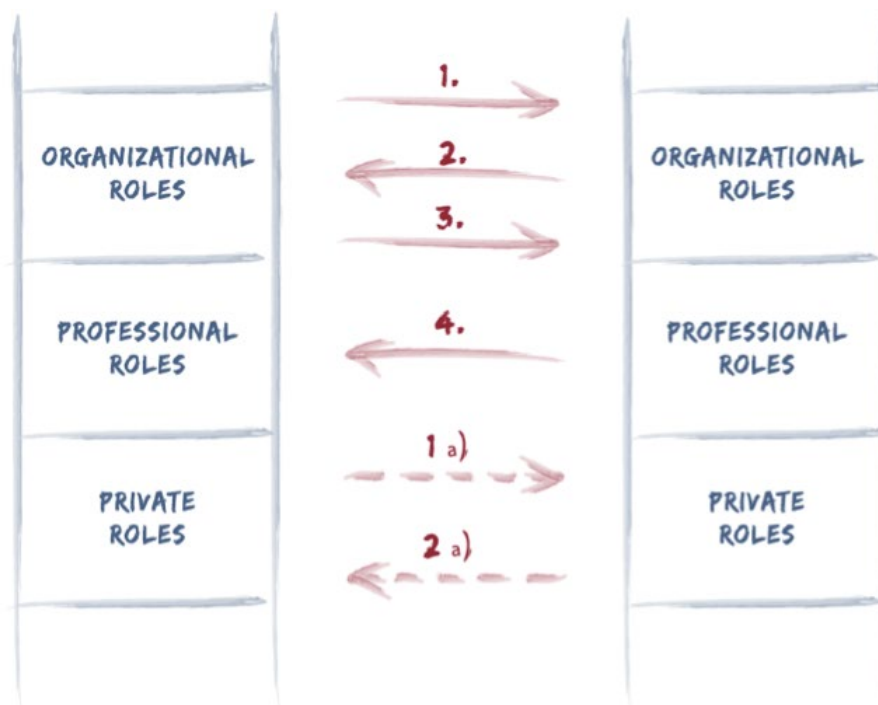 ORGANIZATIONAL
ROLES
PROFESSIONAL
ROLES
PRIVATE
ROLES
1.
2.
3.
4.
1 a)
2 a)
ORGANIZATIONAL
ROLES
PROFESSIONAL
ROLES
PRIVATE
ROLES